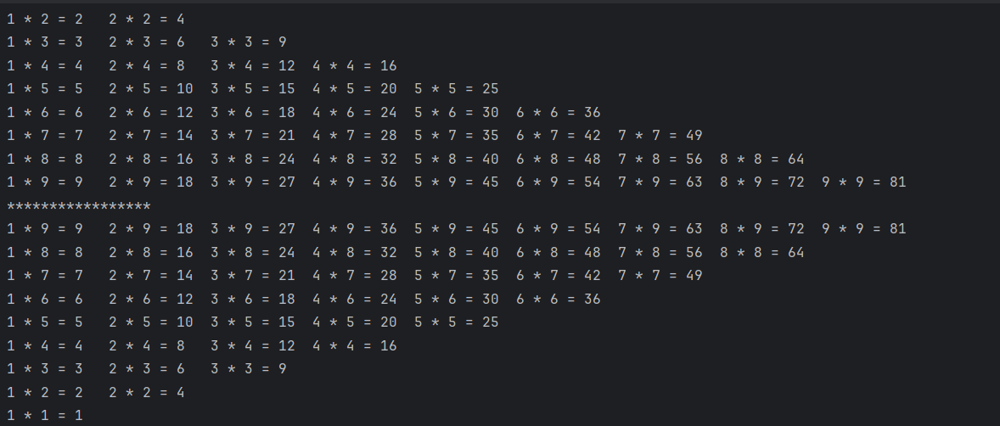 1 * 2 = 2   2 * 2 = 4
1 * 3 = 3   2 * 3 = 6   3 * 3 = 9
1 * 4 = 4   2 * 4 = 8   3 * 4 = 12  4 * 4 = 16
1 * 5 = 5   2 * 5 = 10  3 * 5 = 15  4 * 5 = 20  5 * 5 = 25
1 * 6 = 6   2 * 6 = 12  3 * 6 = 18  4 * 6 = 24  5 * 6 = 30  6 * 6 = 36
1 * 7 = 7   2 * 7 = 14  3 * 7 = 21  4 * 7 = 28  5 * 7 = 35  6 * 7 = 42  7 * 7 = 49
1 * 8 = 8   2 * 8 = 16  3 * 8 = 24  4 * 8 = 32  5 * 8 = 40  6 * 8 = 48  7 * 8 = 56  8 * 8 = 64
1 * 9 = 9   2 * 9 = 18  3 * 9 = 27  4 * 9 = 36  5 * 9 = 45  6 * 9 = 54  7 * 9 = 63  8 * 9 = 72  9 * 9 = 81
*****************
1 * 9 = 9   2 * 9 = 18  3 * 9 = 27  4 * 9 = 36  5 * 9 = 45  6 * 9 = 54  7 * 9 = 63  8 * 9 = 72  9 * 9 = 81
1 * 8 = 8   2 * 8 = 16  3 * 8 = 24  4 * 8 = 32  5 * 8 = 40  6 * 8 = 48  7 * 8 = 56  8 * 8 = 64
1 * 7 = 7   2 * 7 = 14  3 * 7 = 21  4 * 7 = 28  5 * 7 = 35  6 * 7 = 42  7 * 7 = 49
1 * 6 = 6   2 * 6 = 12  3 * 6 = 18  4 * 6 = 24  5 * 6 = 30  6 * 6 = 36
1 * 5 = 5   2 * 5 = 10  3 * 5 = 15  4 * 5 = 20  5 * 5 = 25
1 * 4 = 4   2 * 4 = 8   3 * 4 = 12  4 * 4 = 16
1 * 3 = 3   2 * 3 = 6   3 * 3 = 9
1 * 2 = 2   2 * 2 = 4
1 * 1 = 1